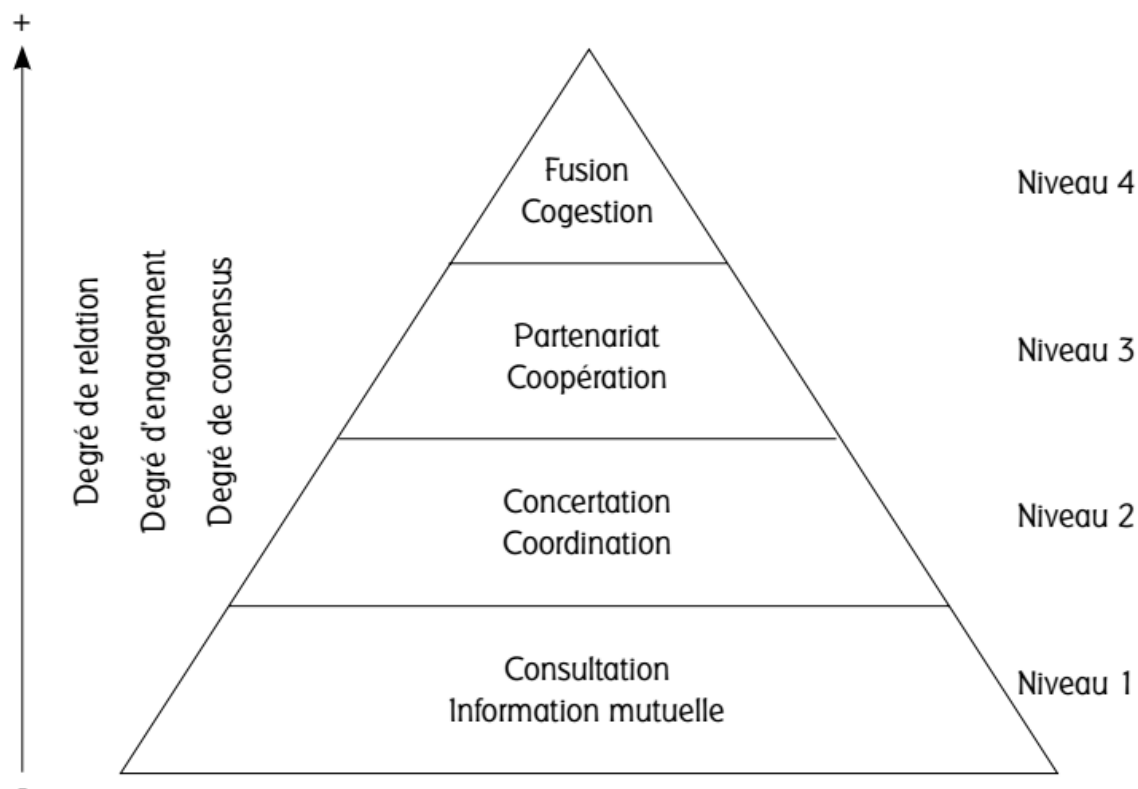 +
Fusion
Cogestion
Niveau 4
Partenariat
Coopération
Niveau 3
Concertation
Coordination
Niveau 2
Consultation
Information mutuelle
Niveau 1
Degré de relation
Degré d'engagement
Degré de consensus
-